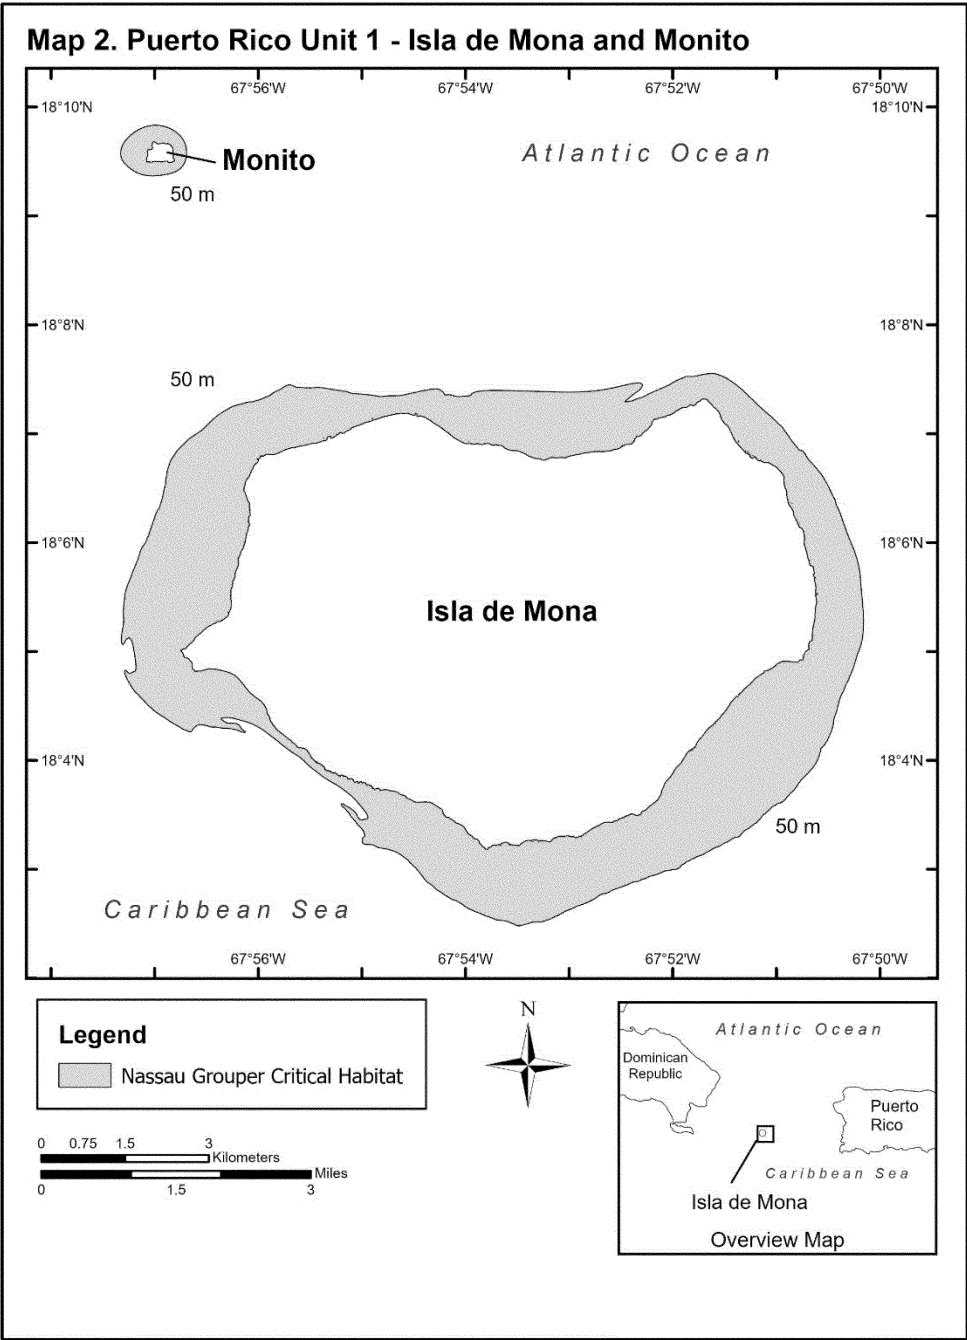 Map 2. Puerto Rico Unit 1 - Isla de Mona and Monito
67°56'W 67°54'W 67°52'W 67°50'W
18°10'N 18°10'N
Atlantic Ocean
Monito
50 m
18°8'N 18°8'N
50 m
18°6'N 18°6'N
Isla de Mona
18°4'N 18°4'N
50 m
Caribbean Sea
67°56'W 67°54'W 67°52'W 67°50'W
Legend
Nassau Grouper Critical Habitat
0 0.75 1.5 3
Kilometers
Miles
0 1.5 3
N
Atlantic Ocean
Dominican
Republic
Puerto
Rico
Caribbean Sea
Isla de Mona
Overview Map